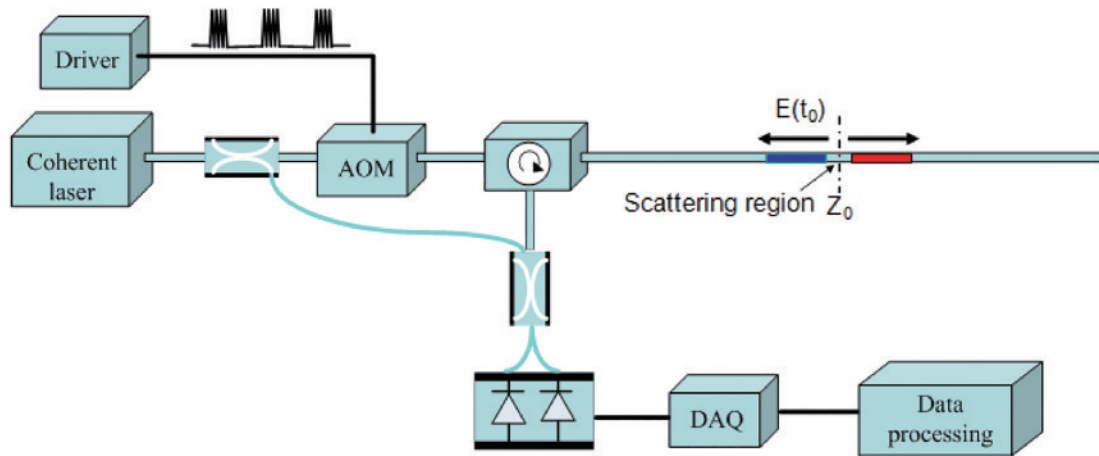 Driver
E(t₀)
Coherent
laser
AOM
Scattering region
Z₀
DAQ
Data
processing